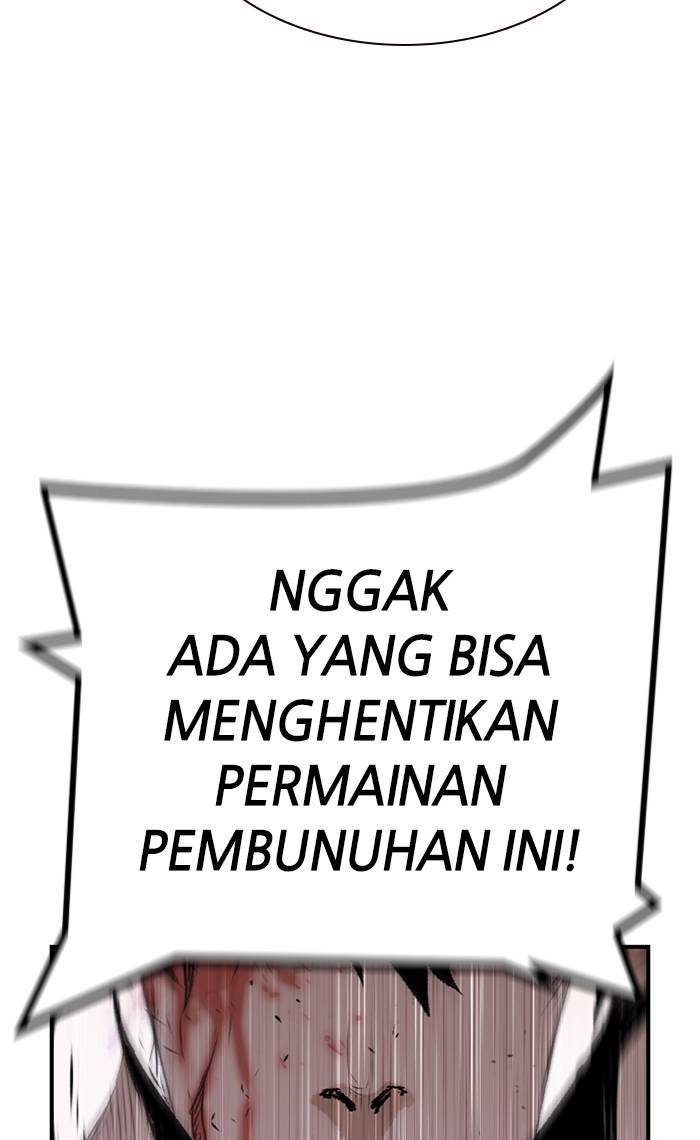 NGGAK
ADA YANG BISA
MENGHENTIKAN
PERMAINAN
PEMBUNUHAN INI!